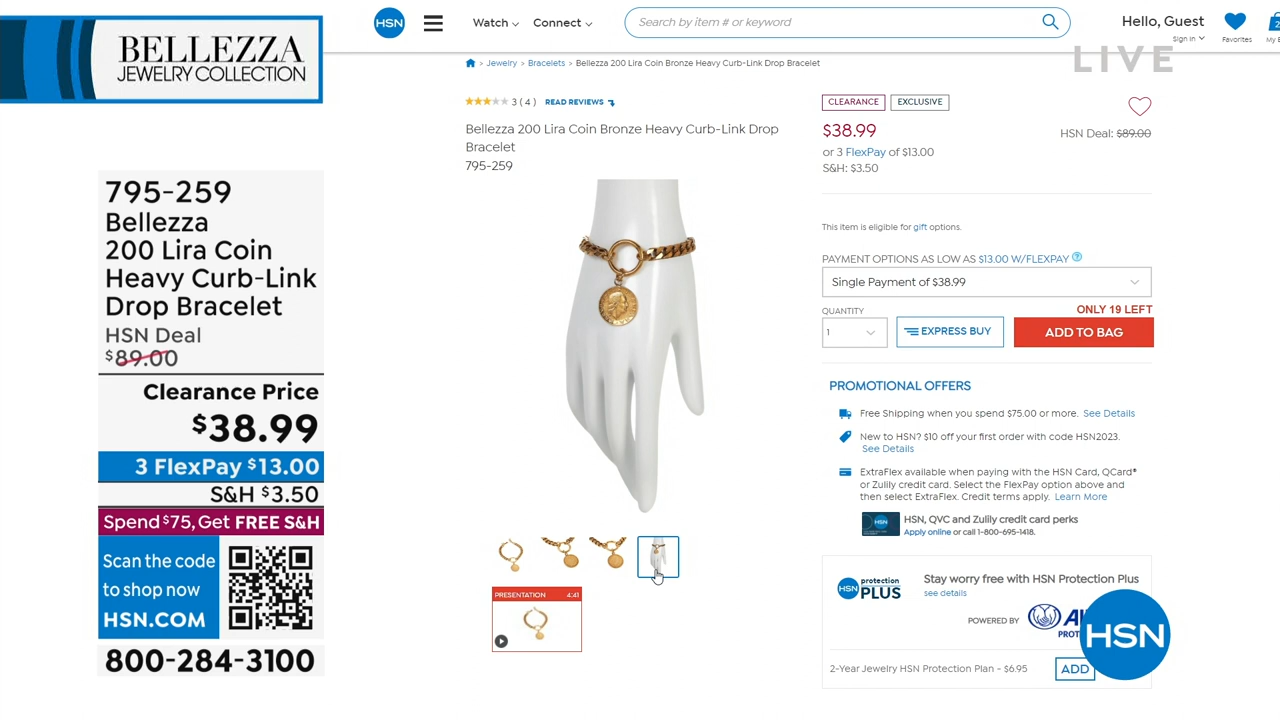 BELLEZZA
JEWELRY COLLECTION
795-259
Bellezza
200 Lira Coin
Heavy Curb-Link
Drop Bracelet
HSN Deal
$89.00
Clearance Price
$38.99
3 FlexPay $13.00
S&H $3.50
Spend $75, Get FREE S&H
Scan the code
to shop now
HSN.COM
800-284-3100
HSN
Watch
Connect
Search by item # or keyword
Hello, Guest
Sign In
Favorites
LIVE
> Jewelry > Bracelets > Bellezza 200 Lira Coin Bronze Heavy Curb-Link Drop Bracelet
3 ( 4 ) READ REVIEWS
Bellezza 200 Lira Coin Bronze Heavy Curb-Link Drop
Bracelet
795-259
PRESENTATION 4:41
CLEARANCE EXCLUSIVE
$38.99 HSN Deal: $89.00
or 3 FlexPay of $13.00
S&H: $3.50
This item is eligible for gift options.
PAYMENT OPTIONS AS LOW AS $13.00 W/FLEXPAY ?
Single Payment of $38.99
QUANTITY ONLY 19 LEFT
1 EXPRESS BUY ADD TO BAG
PROMOTIONAL OFFERS
Free Shipping when you spend $75.00 or more. See Details
New to HSN? $10 off your first order with code HSN2023.
See Details
ExtraFlex available when paying with the HSN Card, QCard®
or Zulily credit card. Select the FlexPay option above and
then select ExtraFlex. Credit terms apply. Learn More
HSN HSN, QVC and Zulily credit card perks
Apply online or call 1-800-695-1418.
HSN protection
PLUS
Stay worry free with HSN Protection Plus
see details
POWERED BY
HSN
2-Year Jewelry HSN Protection Plan - $6.95 ADD